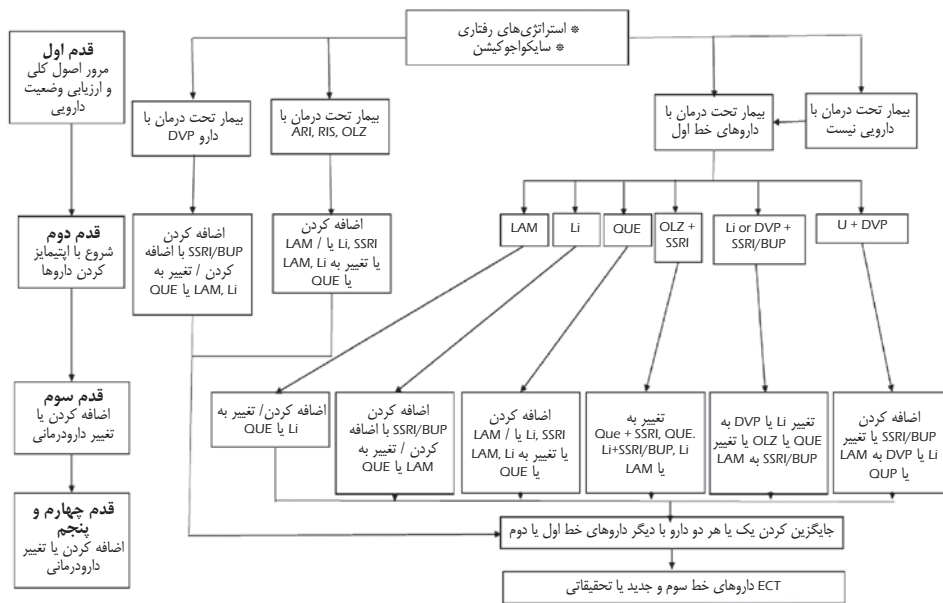 * استراتژی‌های رفتاری
* سایکواجوکیشن
قدم اول
مرور اصول کلی
و ارزیابی وضعیت
دارویی
بیمار تحت درمان با
دارو DVP
بیمار تحت درمان با
ARI, RIS, OLZ
بیمار تحت درمان با
داروهای خط اول
بیمار تحت درمان با
دارویی نیست
قدم دوم
شروع با اپتیمایز
کردن داروها
اضافه کردن
SSRI/BUP با اضافه
کردن / تغییر به
LAM, Li یا QUE
اضافه کردن
Li, SSRI یا / LAM
یا تغییر به LAM, Li
یا QUE
LAM
Li
QUE
OLZ +
SSRI
Li or DVP +
SSRI/BUP
U + DVP
قدم سوم
اضافه کردن یا
تغییر دارودرمانی
اضافه کردن/ تغییر به
Li یا QUE
اضافه کردن
SSRI/BUP با اضافه
کردن / تغییر به
LAM یا QUE
اضافه کردن
Li, SSRI یا / LAM
یا تغییر به LAM, Li
یا QUE
تغییر به
Que + SSRI, QUE.
Li+SSRI/BUP, Li
یا LAM
تغییر Li یا DVP به
QUE یا OLZ یا تغییر
SSRI/BUP به LAM
اضافه کردن
SSRI/BUP یا تغییر
Li یا DVP به LAM
یا QUP
قدم چهارم و
پنجم
اضافه کردن یا تغییر
دارودرمانی
جایگزین کردن یک یا هر دو دارو با دیگر داروهای خط اول یا دوم
ECT داروهای خط سوم و جدید یا تحقیقاتی